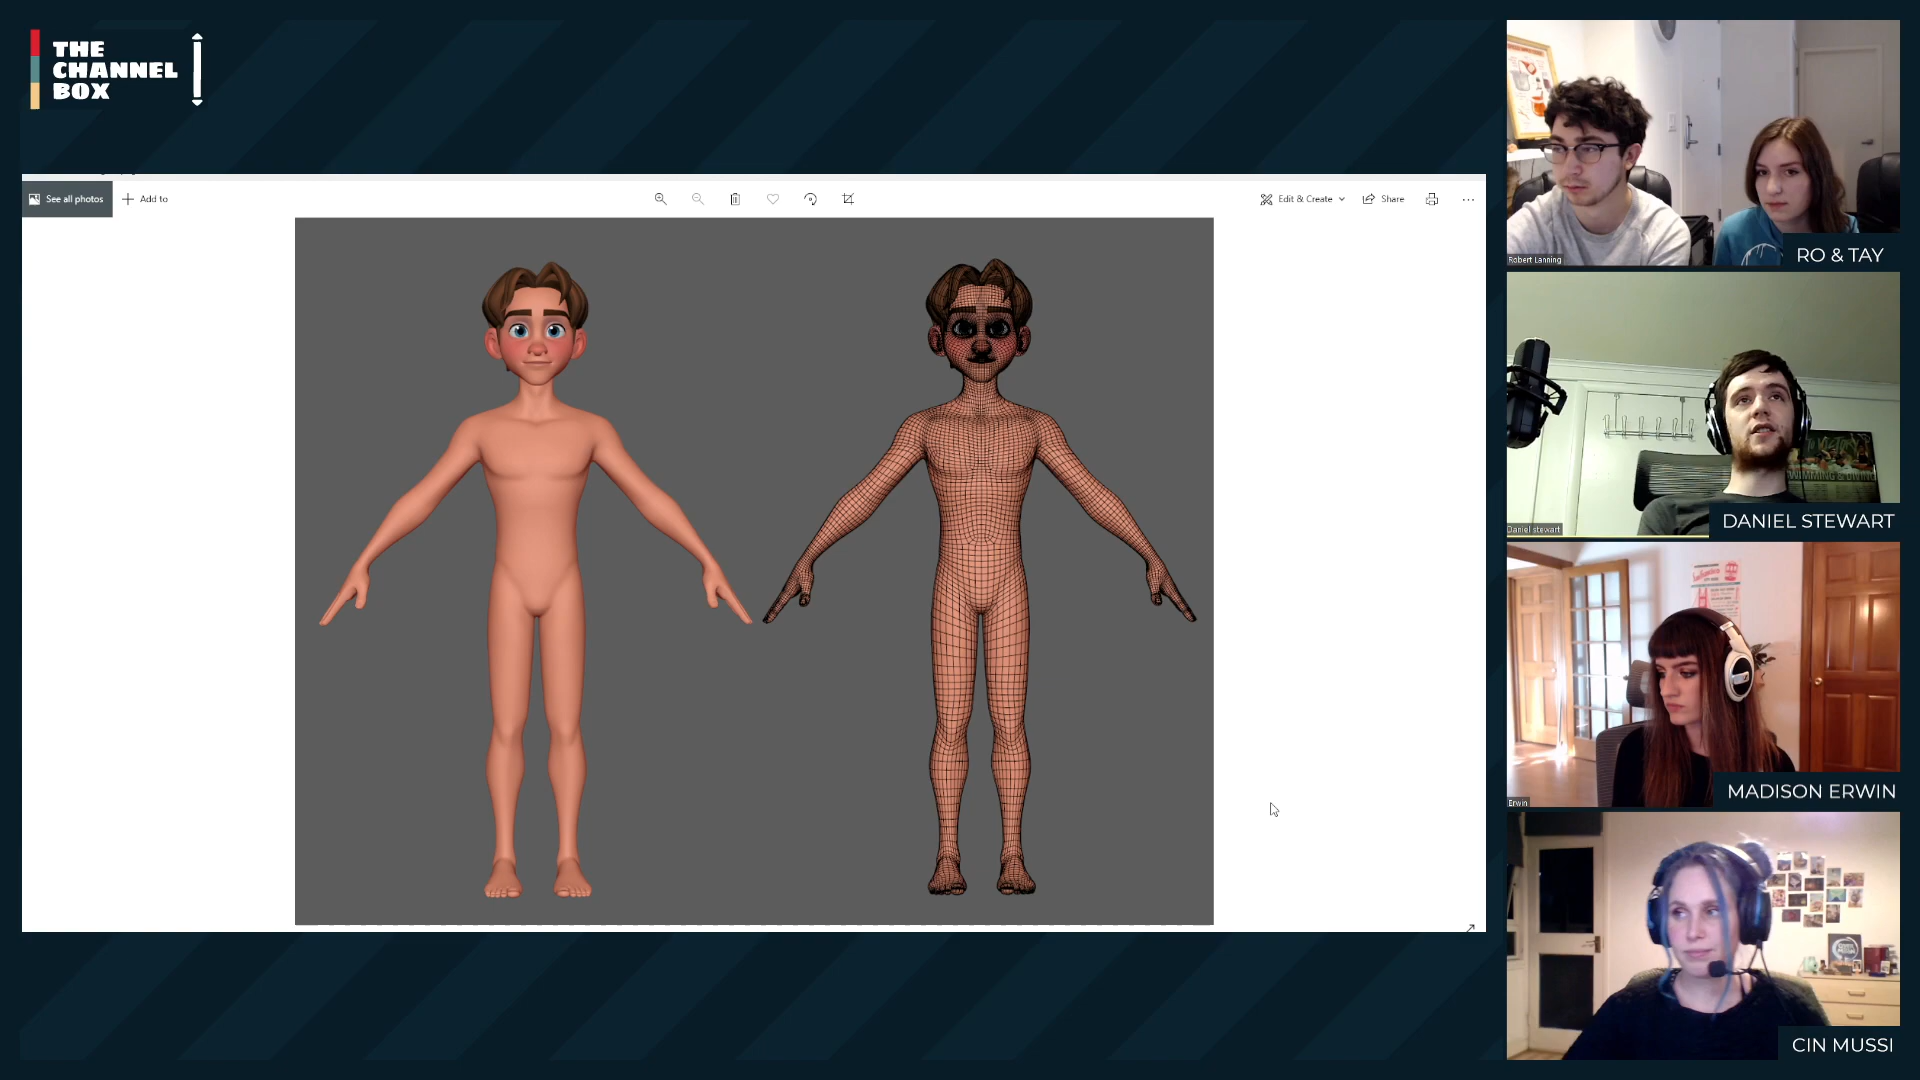 THE
CHANNEL
BOX
See all photos
Add to
Edit & Create
Share
Robert Lanning
RO & TAY
Daniel stewart
DANIEL STEWART
Erwin
MADISON ERWIN
CIN MUSSI